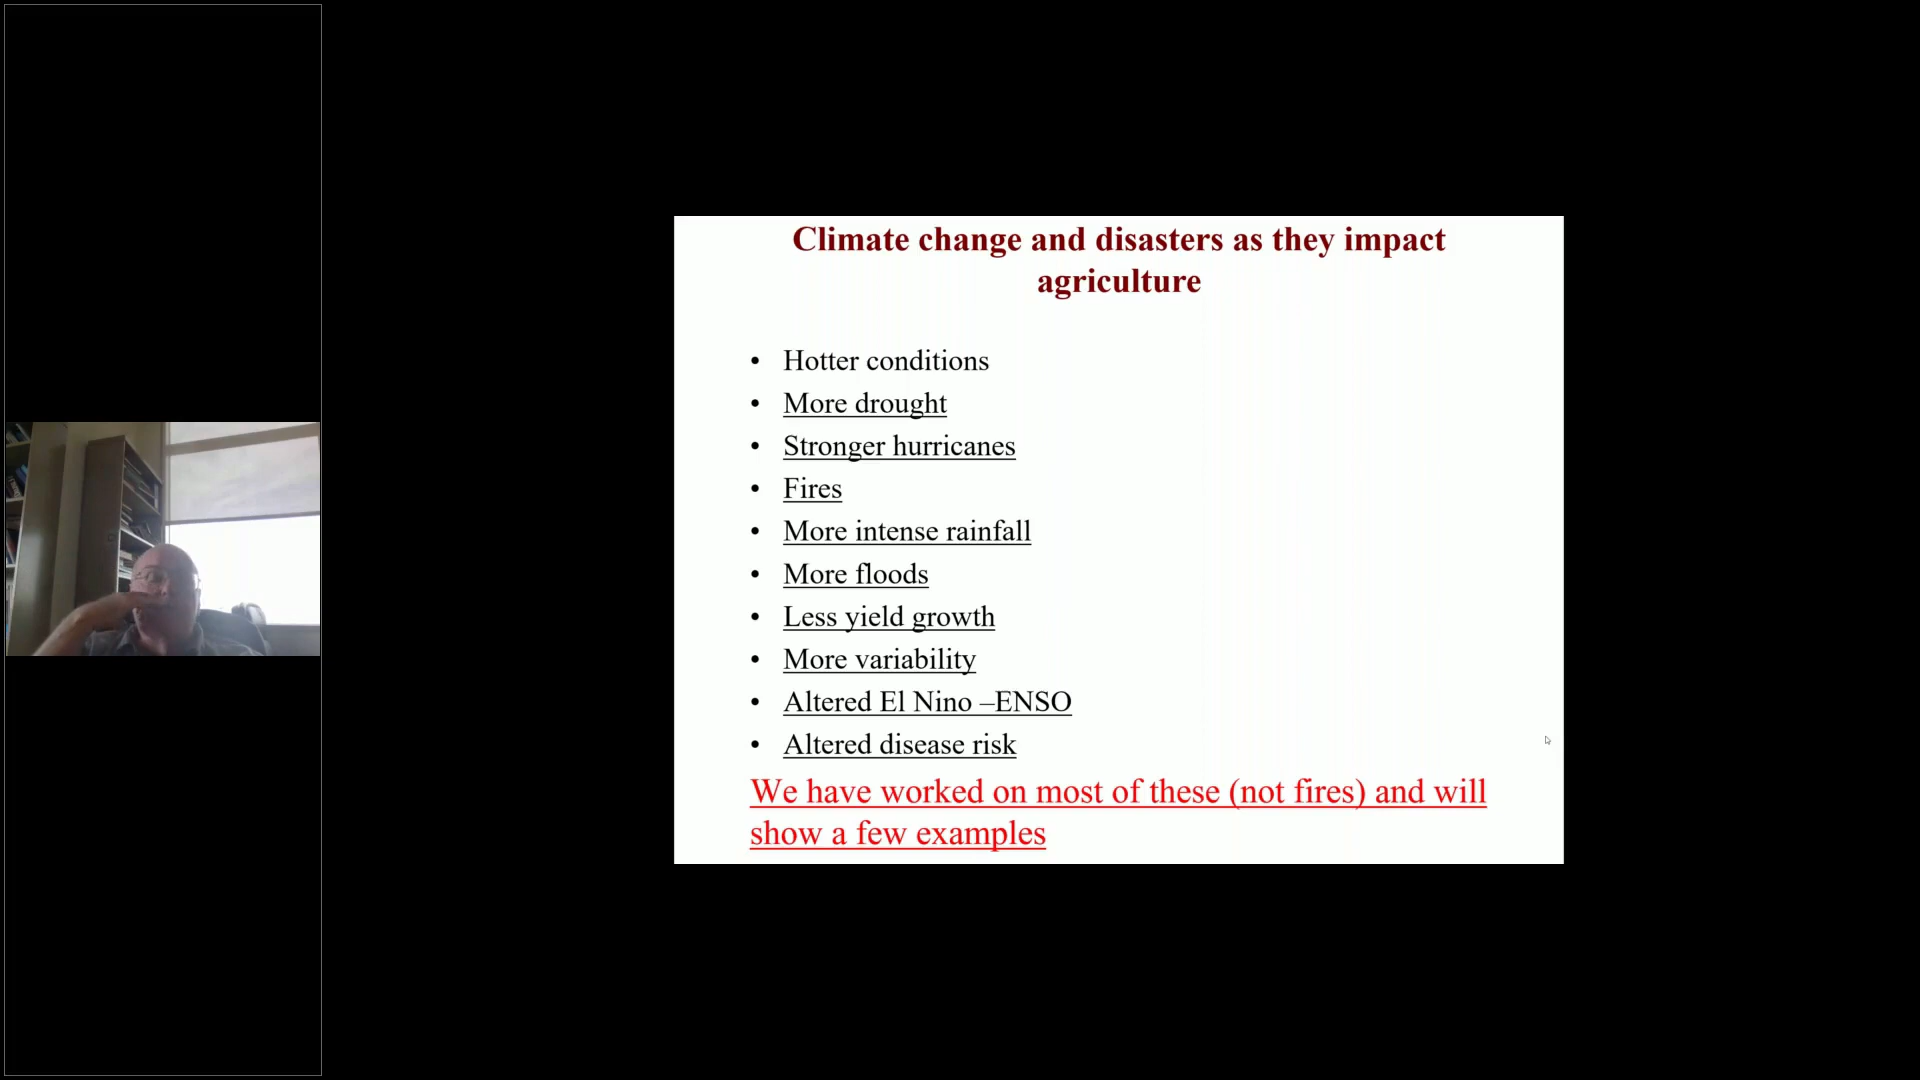 Climate change and disasters as they impact
agriculture
• Hotter conditions
• More drought
• Stronger hurricanes
• Fires
• More intense rainfall
• More floods
• Less yield growth
• More variability
• Altered El Nino –ENSO
• Altered disease risk
We have worked on most of these (not fires) and will
show a few examples